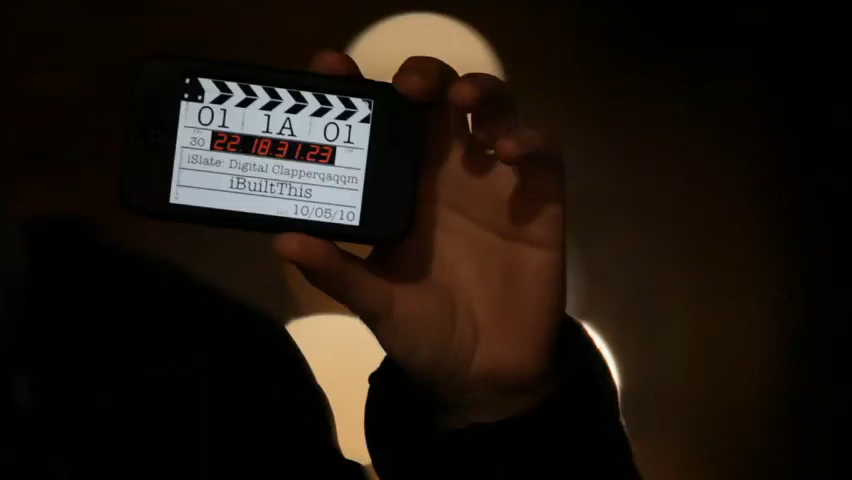 01 1A 01
30 22.18.31.23
iSlate: Digital Clapperqaqqm
iBuiltThis
10/05/10